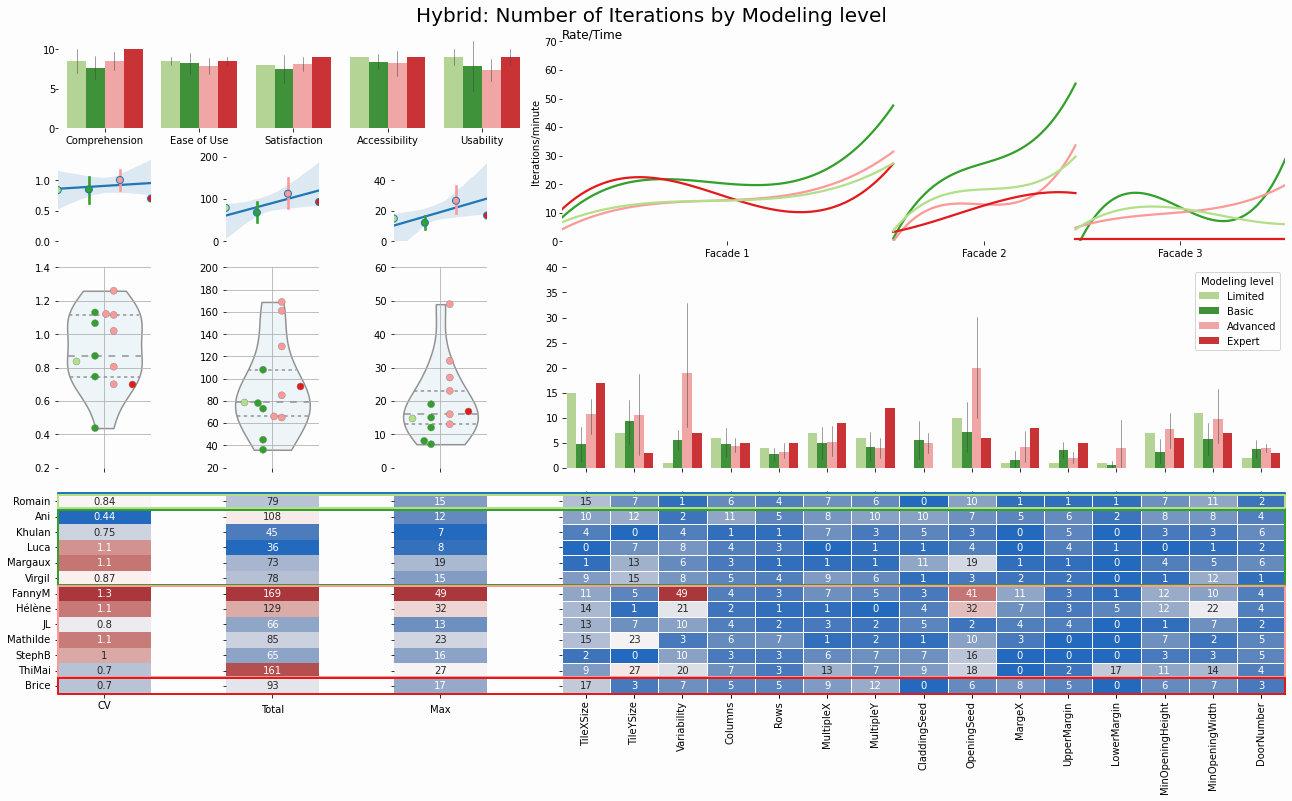 Hybrid: Number of Iterations by Modeling level
10
5
0
Comprehension Ease of Use Satisfaction Accessibility Usability
Rate/Time
Iterations/minute
70
60
50
40
30
20
10
0
Facade 1 Facade 2 Facade 3
1.0
0.5
0.0
200
100
0
40
20
0
1.4
1.2
1.0
0.8
0.6
0.4
0.2
200
180
160
140
120
100
80
60
40
20
60
50
40
30
20
10
0
40
35
30
25
20
15
10
5
0
Modeling level
Limited
Basic
Advanced
Expert
Romain 0.84 79 15 15 7 1 6 4 7 6 0 10 1 1 1 7 11 2
Ani 0.44 108 12 10 12 2 11 5 8 10 10 7 5 6 2 8 8 4
Khulan 0.75 45 7 4 0 4 1 1 7 3 5 3 0 5 0 3 3 6
Luca 1.1 36 8 0 7 8 4 3 0 1 1 4 0 4 1 0 1 2
Margaux 1.1 73 19 1 13 6 3 1 1 1 11 19 1 1 0 4 5 6
Virgil 0.87 78 15 9 15 8 5 4 9 6 1 3 2 2 0 1 12 1
FannyM 1.3 169 49 11 5 49 4 3 7 5 3 41 11 3 1 12 10 4
Hélène 1.1 129 32 14 1 21 2 1 1 0 4 32 7 3 5 12 22 4
JL 0.8 66 13 13 7 10 4 2 3 2 5 2 4 4 0 1 7 2
Mathilde 1.1 85 23 15 23 3 6 7 1 2 1 10 3 0 0 7 2 5
StephB 1 65 16 2 0 10 3 3 6 7 7 16 0 0 0 3 3 5
ThiMai 0.7 161 27 9 27 20 7 3 13 7 9 18 0 2 17 11 14 4
Brice 0.7 93 17 17 3 7 5 5 9 12 0 6 8 5 0 6 7 3
CV Total Max
TileXSize
TileYSize
Variability
Columns
Rows
MultipleX
MultipleY
CladdingSeed
OpeningSeed
MargeX
UpperMargin
LowerMargin
MinOpeningHeight
MinOpeningWidth
DoorNumber